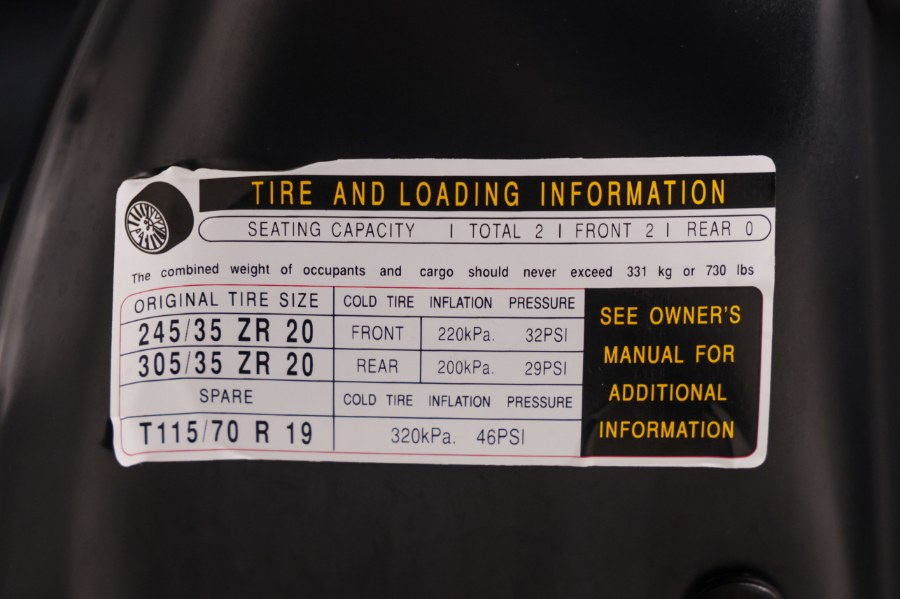 TIRE AND LOADING INFORMATION
SEATING CAPACITY | TOTAL 2 | FRONT 2 | REAR 0
The combined weight of occupants and cargo should never exceed 331 kg or 730 lbs
ORIGINAL TIRE SIZE COLD TIRE INFLATION PRESSURE
245/35 ZR 20 FRONT 220kPa. 32PSI
305/35 ZR 20 REAR 200kPa. 29PSI
SPARE COLD TIRE INFLATION PRESSURE
T115/70 R 19 320kPa. 46PSI
SEE OWNER'S
MANUAL FOR
ADDITIONAL
INFORMATION